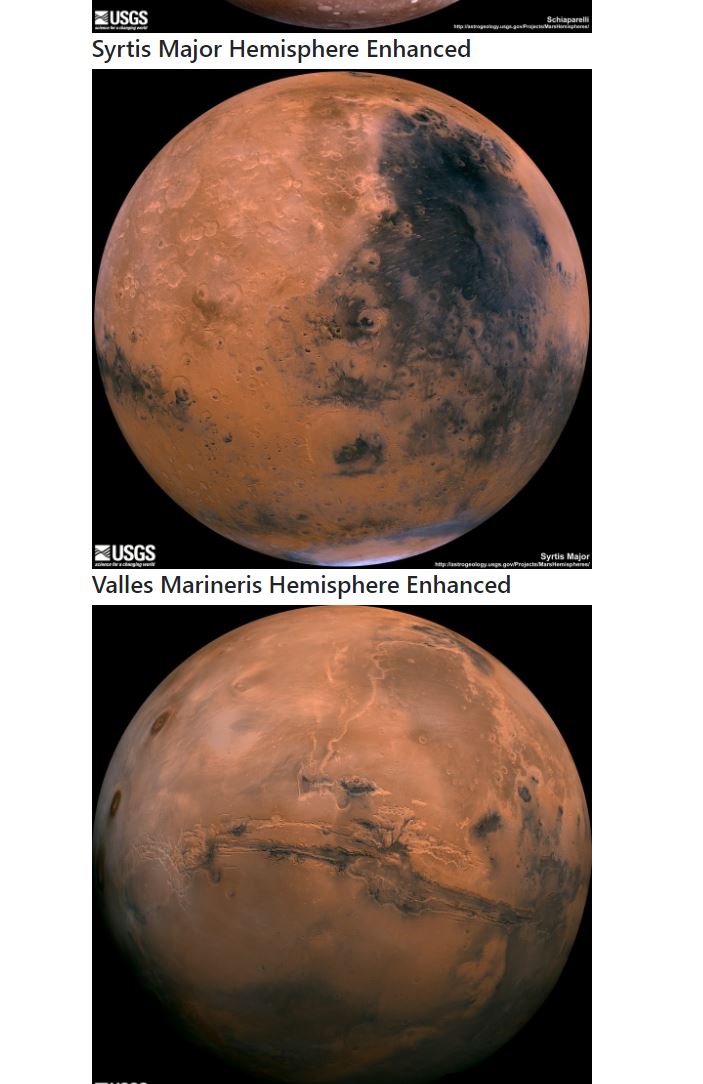 USGS
science for a changing world
Schiaparelli
http://astrogeology.usgs.gov/Projects/MarsHemispheres/
Syrtis Major Hemisphere Enhanced
USGS
science for a changing world
Syrtis Major
http://astrogeology.usgs.gov/Projects/MarsHemispheres/
Valles Marineris Hemisphere Enhanced